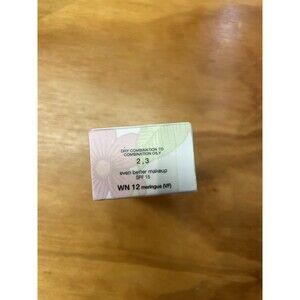 DRY COMBINATION TO
COMBINATION OILY
2 , 3
even better makeup
SPF 15
WN 12 meringue (VF)